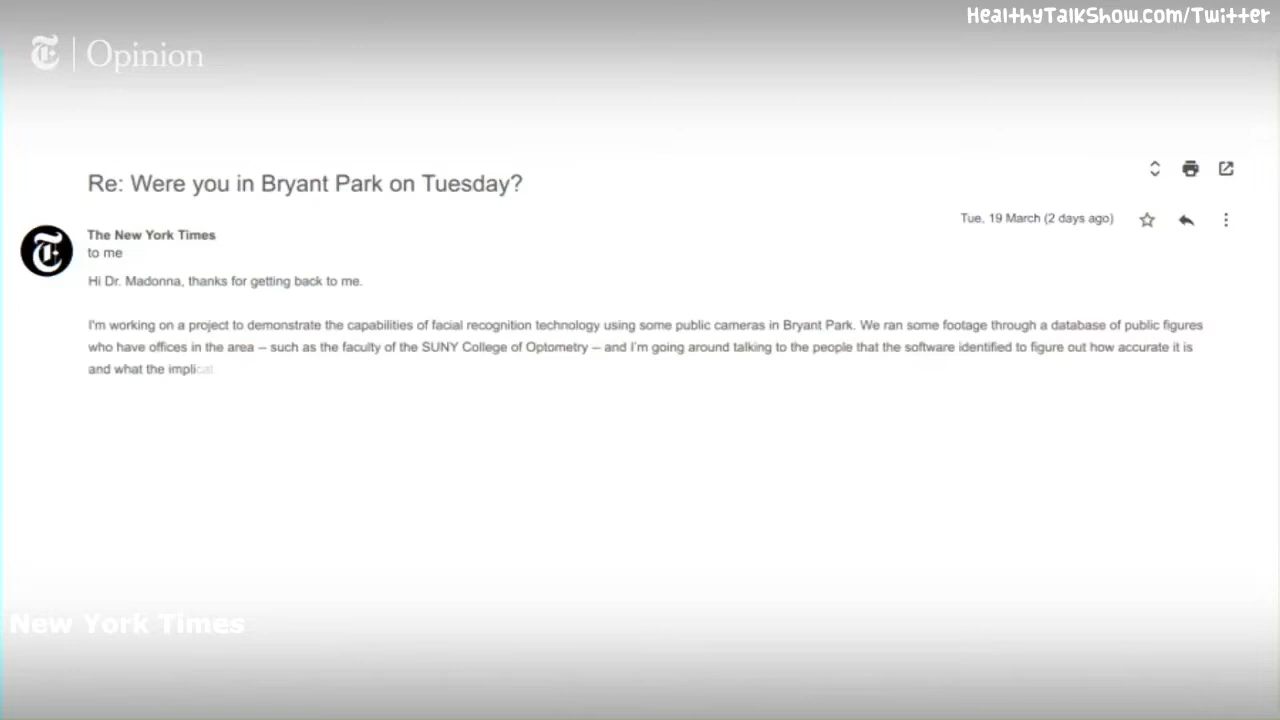 HealthyTalkShow.com/Twitter
T | Opinion
Re: Were you in Bryant Park on Tuesday?
Tue, 19 March (2 days ago)
The New York Times
to me
Hi Dr. Madonna, thanks for getting back to me.
I'm working on a project to demonstrate the capabilities of facial recognition technology using some public cameras in Bryant Park. We ran some footage through a database of public figures
who have offices in the area – such as the faculty of the SUNY College of Optometry – and I'm going around talking to the people that the software identified to figure out how accurate it is
and what the implicat
New York Times